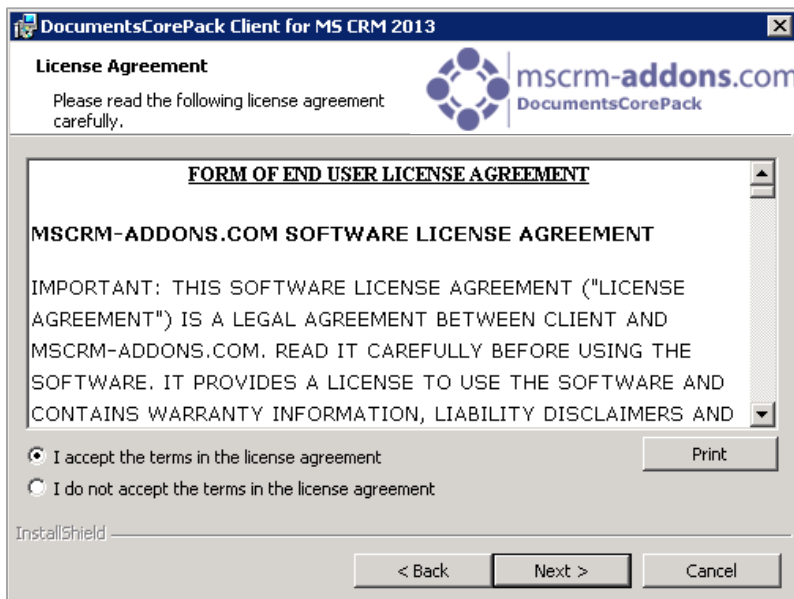 DocumentsCorePack Client for MS CRM 2013
License Agreement
Please read the following license agreement
carefully.
mscrm-addons.com
DocumentsCorePack
FORM OF END USER LICENSE AGREEMENT
MSCRM-ADDONS.COM SOFTWARE LICENSE AGREEMENT
IMPORTANT: THIS SOFTWARE LICENSE AGREEMENT ("LICENSE
AGREEMENT") IS A LEGAL AGREEMENT BETWEEN CLIENT AND
MSCRM-ADDONS.COM. READ IT CAREFULLY BEFORE USING THE
SOFTWARE. IT PROVIDES A LICENSE TO USE THE SOFTWARE AND
CONTAINS WARRANTY INFORMATION, LIABILITY DISCLAIMERS AND
I accept the terms in the license agreement
Print
I do not accept the terms in the license agreement
InstallShield
< Back
Next >
Cancel